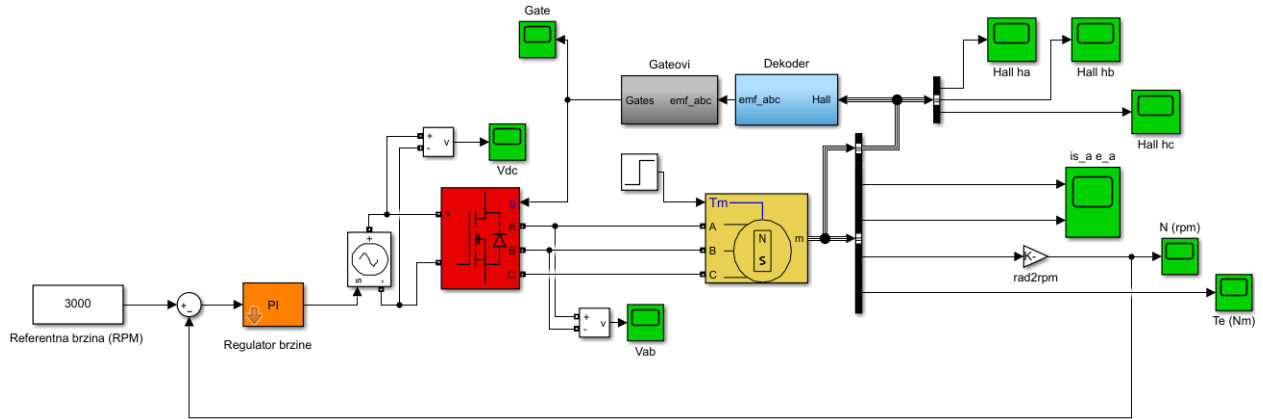 Gate
Hall ha
Hall hb
Gateovi
Dekoder
Gates emf_abc
emf_abc Hall
Hall hc
+
-
v
Vdc
is_a e_a
g
Tm
+
A
A
N
S
m
B
B
-
C
C
+
s
-
N (rpm)
K-
rad2rpm
3000
+
-
PI
Referentna brzina (RPM)
Regulator brzine
+
-
v
Vab
Te (Nm)